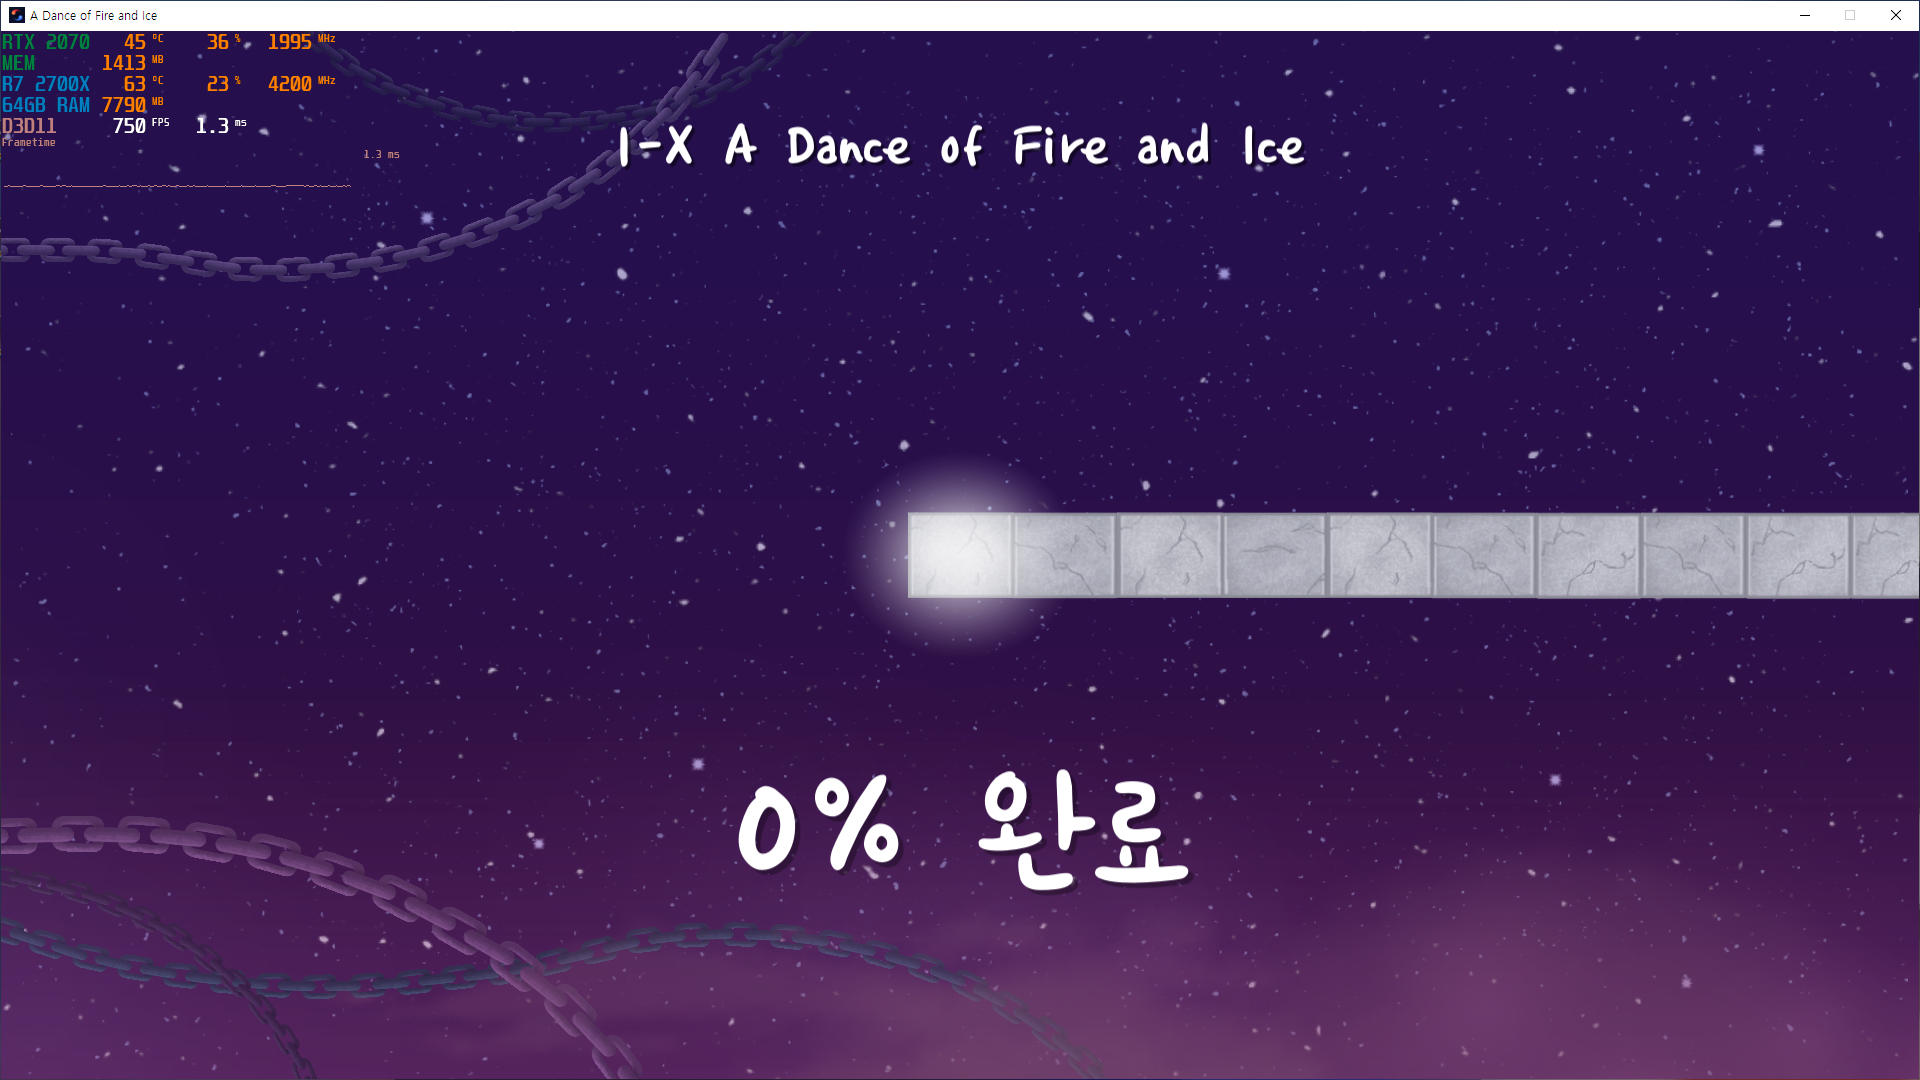 A Dance of Fire and Ice
RTX 2070 45 °C 36 % 1995 MHz
MEM 1413 MB
R7 2700X 63 °C 23 % 4200 MHz
64GB RAM 7790 MB
D3D11 750 FPS 1.3 ms
Frametime
1.3 ms
1-X A Dance of Fire and Ice
0% 완료